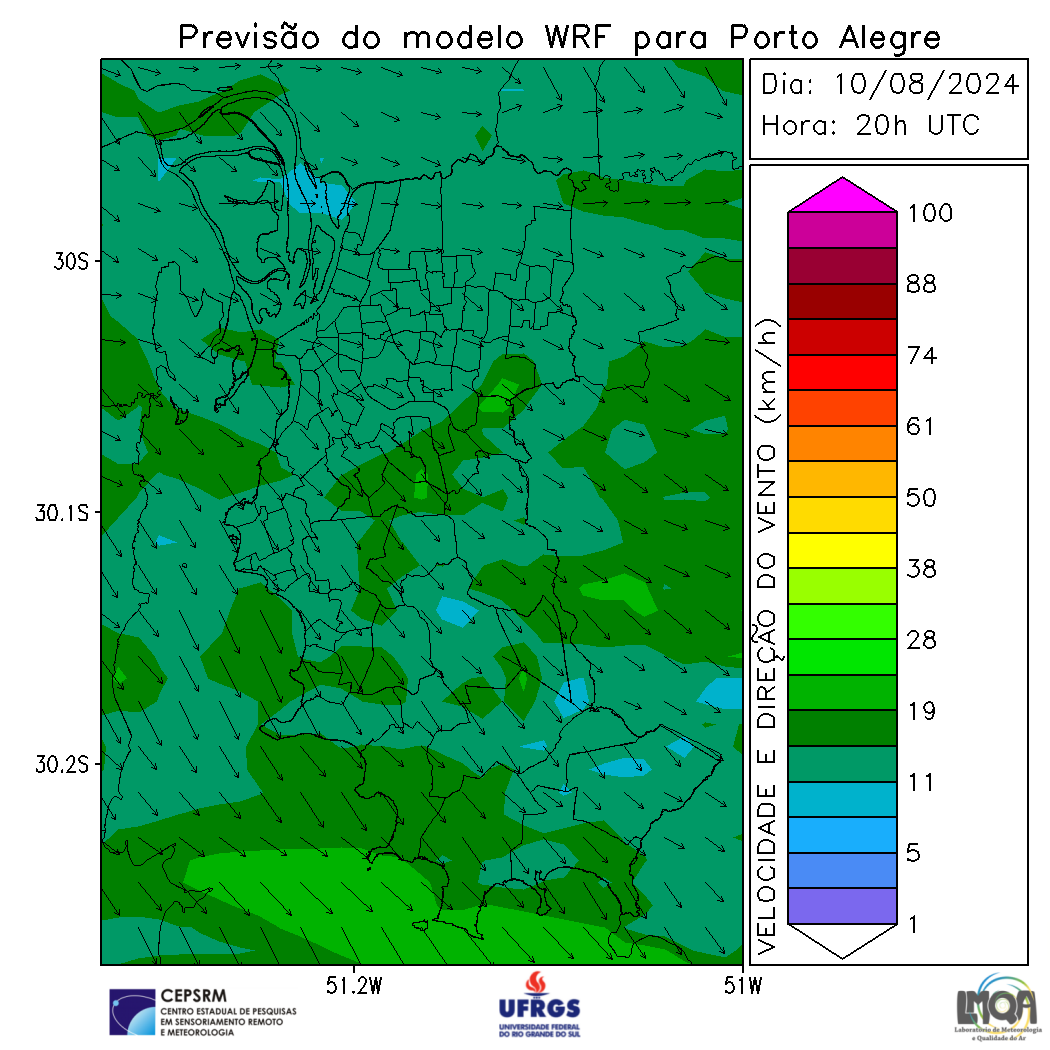 Previsão do modelo WRF para Porto Alegre
Dia: 10/08/2024
Hora: 20h UTC
30S
30.1S
30.2S
51.2W
51W
VELOCIDADE E DIREÇÃO DO VENTO (km/h)
100
88
74
61
50
38
28
19
11
5
1
CEPSRM
CENTRO ESTADUAL DE PESQUISAS
EM SENSORIAMENTO REMOTO
E METEOROLOGIA
UFRGS
UNIVERSIDADE FEDERAL
DO RIO GRANDE DO SUL
LMQA
Laboratório de Meteorologia
e Qualidade do Ar